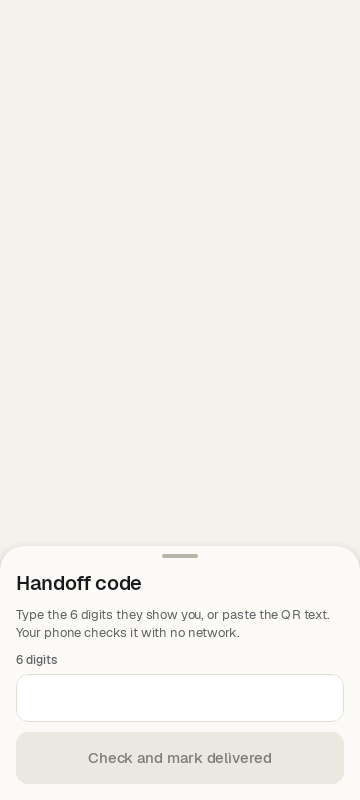 Handoff code
Type the 6 digits they show you, or paste the QR text.
Your phone checks it with no network.
6 digits
Check and mark delivered